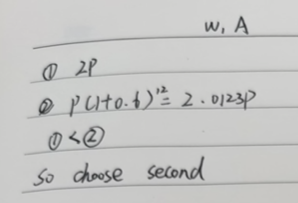 W, A
① 2P
② P(1+0.6)¹² = 2.0123P
① < ②
so choose second